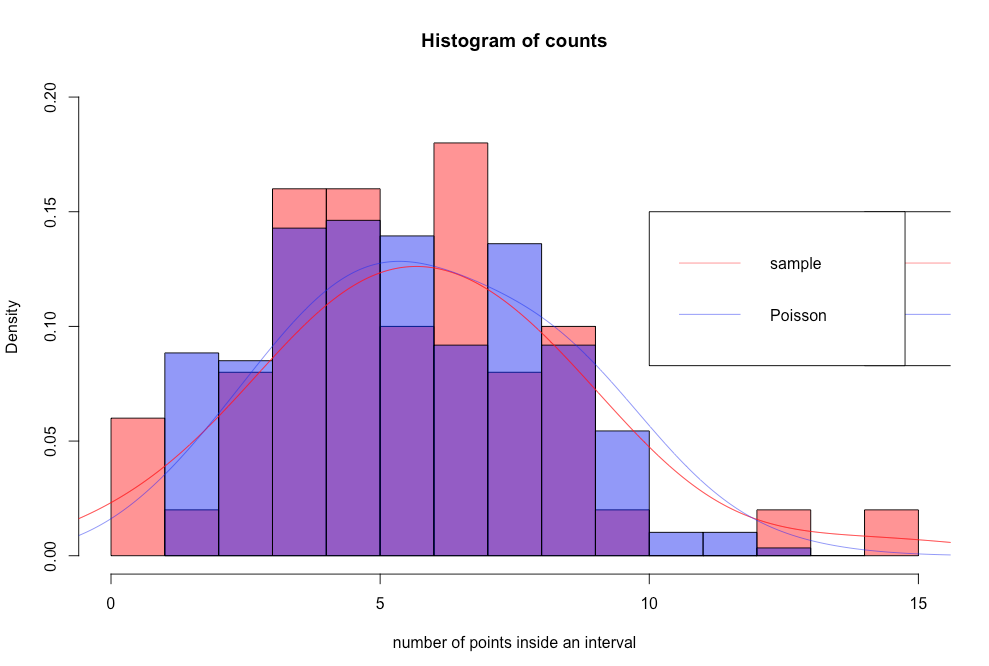 Histogram of counts
0.20
0.15
0.10
0.05
0.00
Density
sample
Poisson
0 5 10 15
number of points inside an interval